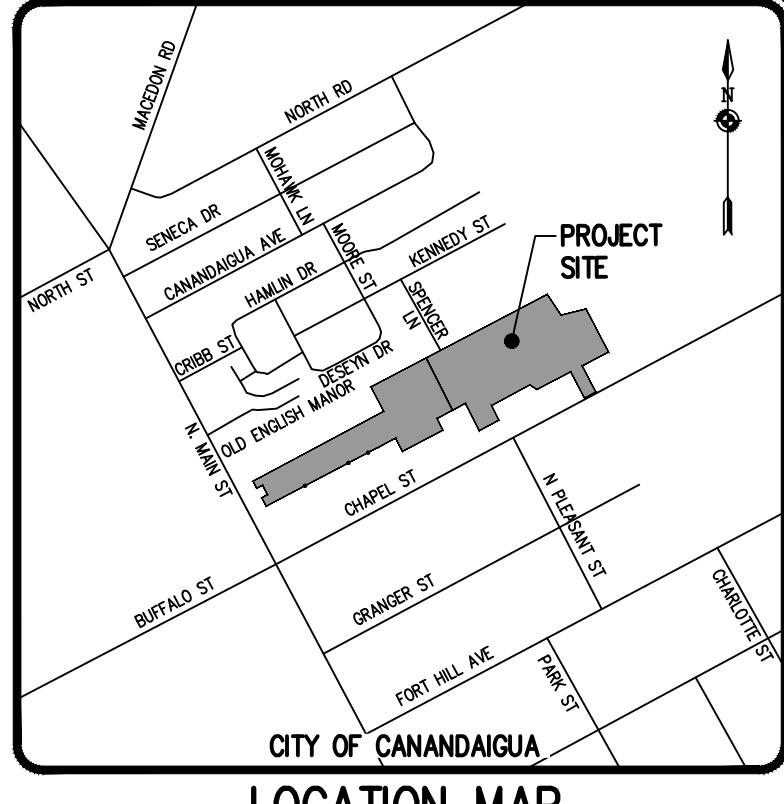 MACEDON RD
NORTH RD
N
MOHAWK LN
SENECA DR
CANANDAIGUA AVE
MOORE ST
KENNEDY ST
PROJECT
SITE
NORTH ST
HAMLIN DR
SPENCER
LN
CRIBB ST
DESEYN DR
OLD ENGLISH MANOR
N. MAIN ST
CHAPEL ST
N PLEASANT ST
BUFFALO ST
GRANGER ST
CHARLOTTE ST
FORT HILL AVE
PARK ST
CITY OF CANANDAIGUA
LOCATION MAP